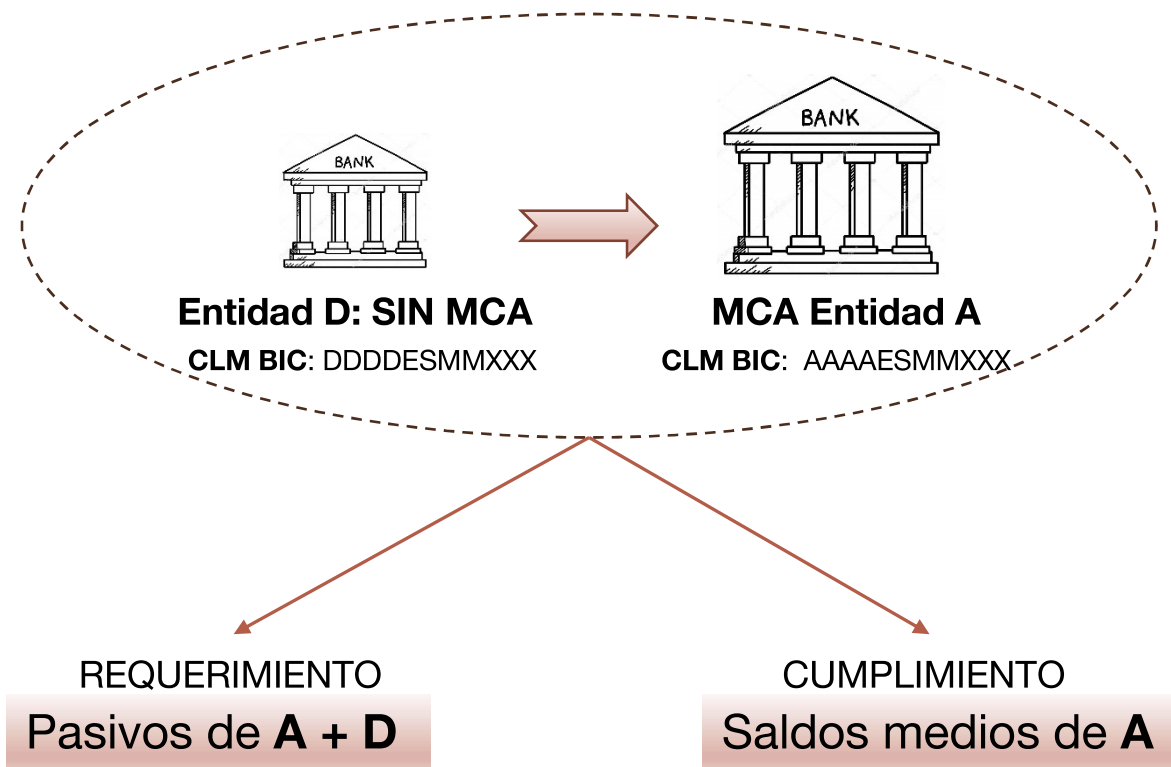 BANK
BANK
Entidad D: SIN MCA
MCA Entidad A
CLM BIC: DDDDESMMXXX
CLM BIC: AAAAESMMXXX
REQUERIMIENTO
CUMPLIMIENTO
Pasivos de A + D
Saldos medios de A